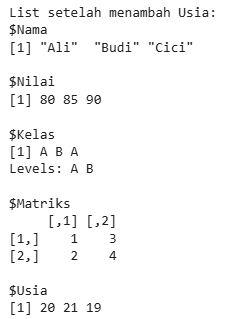 List setelah menambah Usia:
$Nama
[1] "Ali"  "Budi" "Cici"
$Nilai
[1] 80 85 90
$Kelas
[1] A B A
Levels: A B
$Matriks
     [,1] [,2]
[1,]    1    3
[2,]    2    4
$Usia
[1] 20 21 19